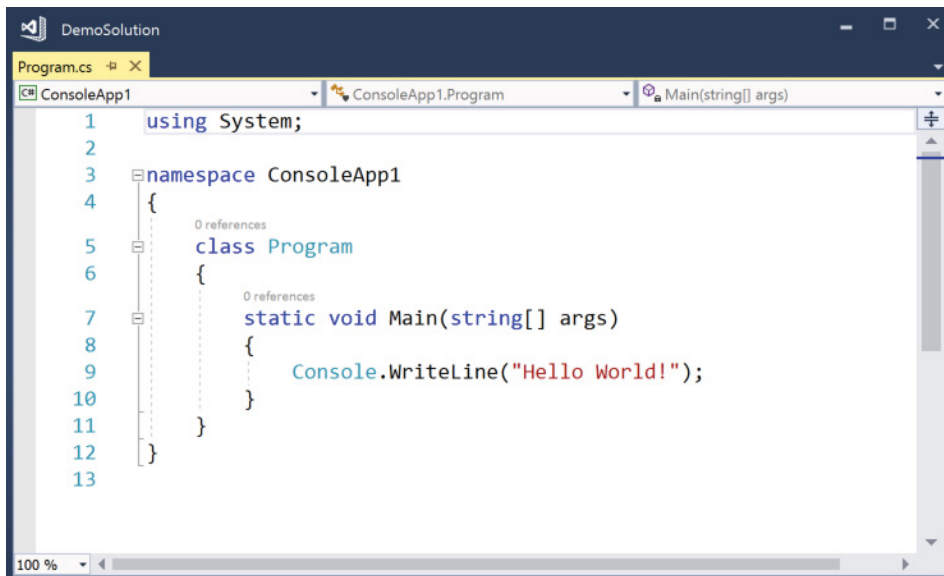 DemoSolution
Program.cs
C# ConsoleApp1 ConsoleApp1.Program Main(string[] args)
1 using System;
2
3 namespace ConsoleApp1
4 {
0 references
5 class Program
6 {
0 references
7 static void Main(string[] args)
8 {
9 Console.WriteLine("Hello World!");
10 }
11 }
12 }
13
100 %